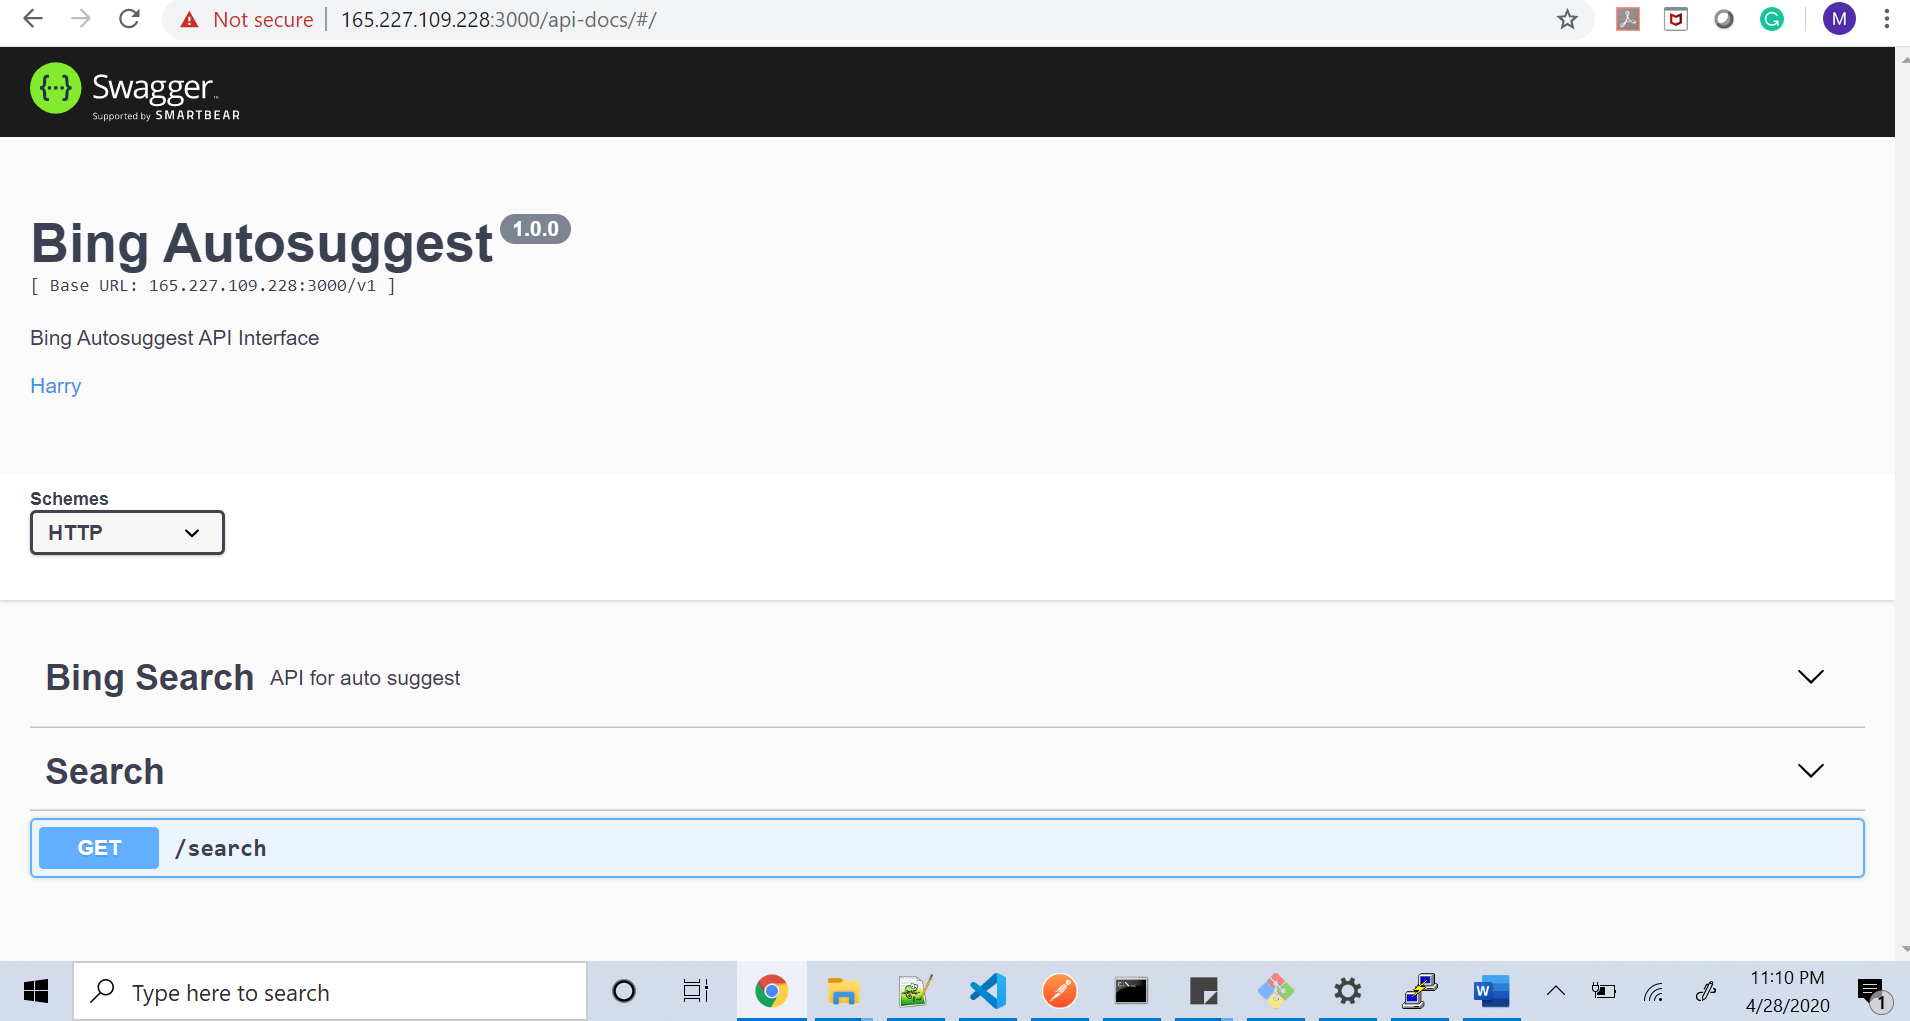 Not secure | 165.227.109.228:3000/api-docs/#/
M
{···} Swagger™
Supported by SMARTBEAR
Bing Autosuggest 1.0.0
[ Base URL: 165.227.109.228:3000/v1 ]
Bing Autosuggest API Interface
Harry
Schemes
HTTP
Bing Search API for auto suggest
Search
GET /search
Type here to search
W
11:10 PM
4/28/2020
1